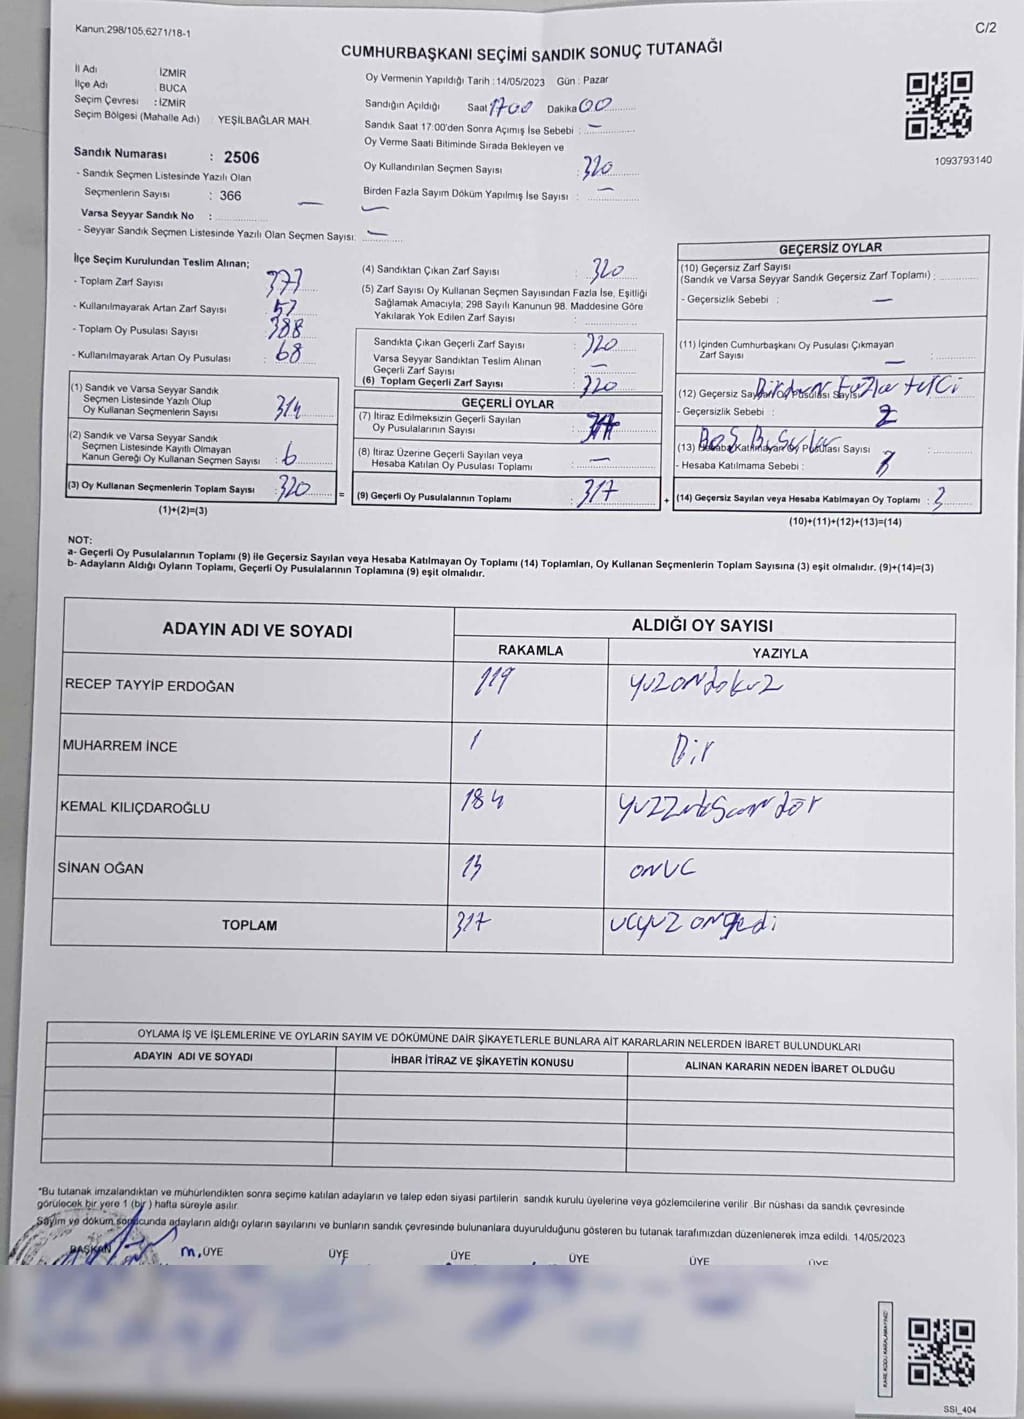 Kanun:298/105,6271/18-1
C/2
CUMHURBAŞKANI SEÇİMİ SANDIK SONUÇ TUTANAĞI
İl Adı : İZMİR
İlçe Adı : BUCA
Seçim Çevresi : İZMİR
Seçim Bölgesi (Mahalle Adı) : YEŞİLBAĞLAR MAH.
Sandık Numarası : 2506
- Sandık Seçmen Listesinde Yazılı Olan
Seçmenlerin Sayısı : 366
Varsa Seyyar Sandık No :
- Seyyar Sandık Seçmen Listesinde Yazılı Olan Seçmen Sayısı: —
Oy Vermenin Yapıldığı Tarih : 14/05/2023 Gün : Pazar
Sandığın Açıldığı Saat 1700 Dakika 00
Sandık Saat 17:00'den Sonra Açımış İse Sebebi : —
Oy Verme Saati Bitiminde Sırada Bekleyen ve
Oy Kullandırılan Seçmen Sayısı : 320
Birden Fazla Sayım Döküm Yapılmış İse Sayısı : —
1093793140
İlçe Seçim Kurulundan Teslim Alınan;
- Toplam Zarf Sayısı : 377
- Kullanılmayarak Artan Zarf Sayısı : 57
- Toplam Oy Pusulası Sayısı : 388
- Kullanılmayarak Artan Oy Pusulası : 68
(1) Sandık ve Varsa Seyyar Sandık
Seçmen Listesinde Yazılı Olup
Oy Kullanan Seçmenlerin Sayısı : 314
(2) Sandık ve Varsa Seyyar Sandık
Seçmen Listesinde Kayıtlı Olmayan
Kanun Gereği Oy Kullanan Seçmen Sayısı : 6
(3) Oy Kullanan Seçmenlerin Toplam Sayısı : 320
(1)+(2)=(3)
=
(4) Sandıktan Çıkan Zarf Sayısı : 320
(5) Zarf Sayısı Oy Kullanan Seçmen Sayısından Fazla İse, Eşitliği
Sağlamak Amacıyla; 298 Sayılı Kanunun 98. Maddesine Göre
Yakılarak Yok Edilen Zarf Sayısı :
Sandıkta Çıkan Geçerli Zarf Sayısı : 320
Varsa Seyyar Sandıktan Teslim Alınan
Geçerli Zarf Sayısı : —
(6) Toplam Geçerli Zarf Sayısı : 320
GEÇERLİ OYLAR
(7) İtiraz Edilmeksizin Geçerli Sayılan
Oy Pusulalarının Sayısı :
(8) İtiraz Üzerine Geçerli Sayılan veya
Hesaba Katılan Oy Pusulası Toplamı : —
(9) Geçerli Oy Pusulalarının Toplamı : 317
+
GEÇERSİZ OYLAR
(10) Geçersiz Zarf Sayısı
(Sandık ve Varsa Seyyar Sandık Geçersiz Zarf Toplamı) :
- Geçersizlik Sebebi : —
(11) İçinden Cumhurbaşkanı Oy Pusulası Çıkmayan
Zarf Sayısı : —
(12) Geçersiz Sayılan Oy Pusulası Sayısı Birden Fazla
- Geçersizlik Sebebi : 2
(13) Hesaba Katılmayan Oy Pusulası Sayısı
- Hesaba Katılmama Sebebi :
(14) Geçersiz Sayılan veya Hesaba Katılmayan Oy Toplamı : 3
(10)+(11)+(12)+(13)=(14)
NOT:
a- Geçerli Oy Pusulalarının Toplamı (9) ile Geçersiz Sayılan veya Hesaba Katılmayan Oy Toplamı (14) Toplamları, Oy Kullanan Seçmenlerin Toplam Sayısına (3) eşit olmalıdır. (9)+(14)=(3)
b- Adayların Aldığı Oyların Toplamı, Geçerli Oy Pusulalarının Toplamına (9) eşit olmalıdır.
ADAYIN ADI VE SOYADI
ALDIĞI OY SAYISI
RAKAMLA YAZIYLA
RECEP TAYYİP ERDOĞAN 119 yuzondokuz
MUHARREM İNCE 1 Bir
KEMAL KILIÇDAROĞLU 184
SİNAN OĞAN 13 onuc
TOPLAM 317 ucyuz onyedi
OYLAMA İŞ VE İŞLEMLERİNE VE OYLARIN SAYIM VE DÖKÜMÜNE DAİR ŞİKAYETLERLE BUNLARA AİT KARARLARIN NELERDEN İBARET BULUNDUKLARI
ADAYIN ADI VE SOYADI İHBAR İTİRAZ VE ŞİKAYETİN KONUSU ALINAN KARARIN NEDEN İBARET OLDUĞU
*Bu tutanak imzalandıktan ve mühürlendikten sonra seçime katılan adayların ve talep eden siyasi partilerin sandık kurulu üyelerine veya gözlemcilerine verilir. Bir nüshası da sandık çevresinde
görülecek bir yere 1 (bir ) hafta süreyle asılır.
Sayım ve döküm sonucunda adayların aldığı oyların sayılarını ve bunların sandık çevresinde bulunanlara duyurulduğunu gösteren bu tutanak tarafımızdan düzenlenerek imza edildi. 14/05/2023
BAŞKAN m. ÜYE ÜYE ÜYE ÜYE ÜYE ÜYE
KARE KODU KARALAMAYINIZ!
SSI_404